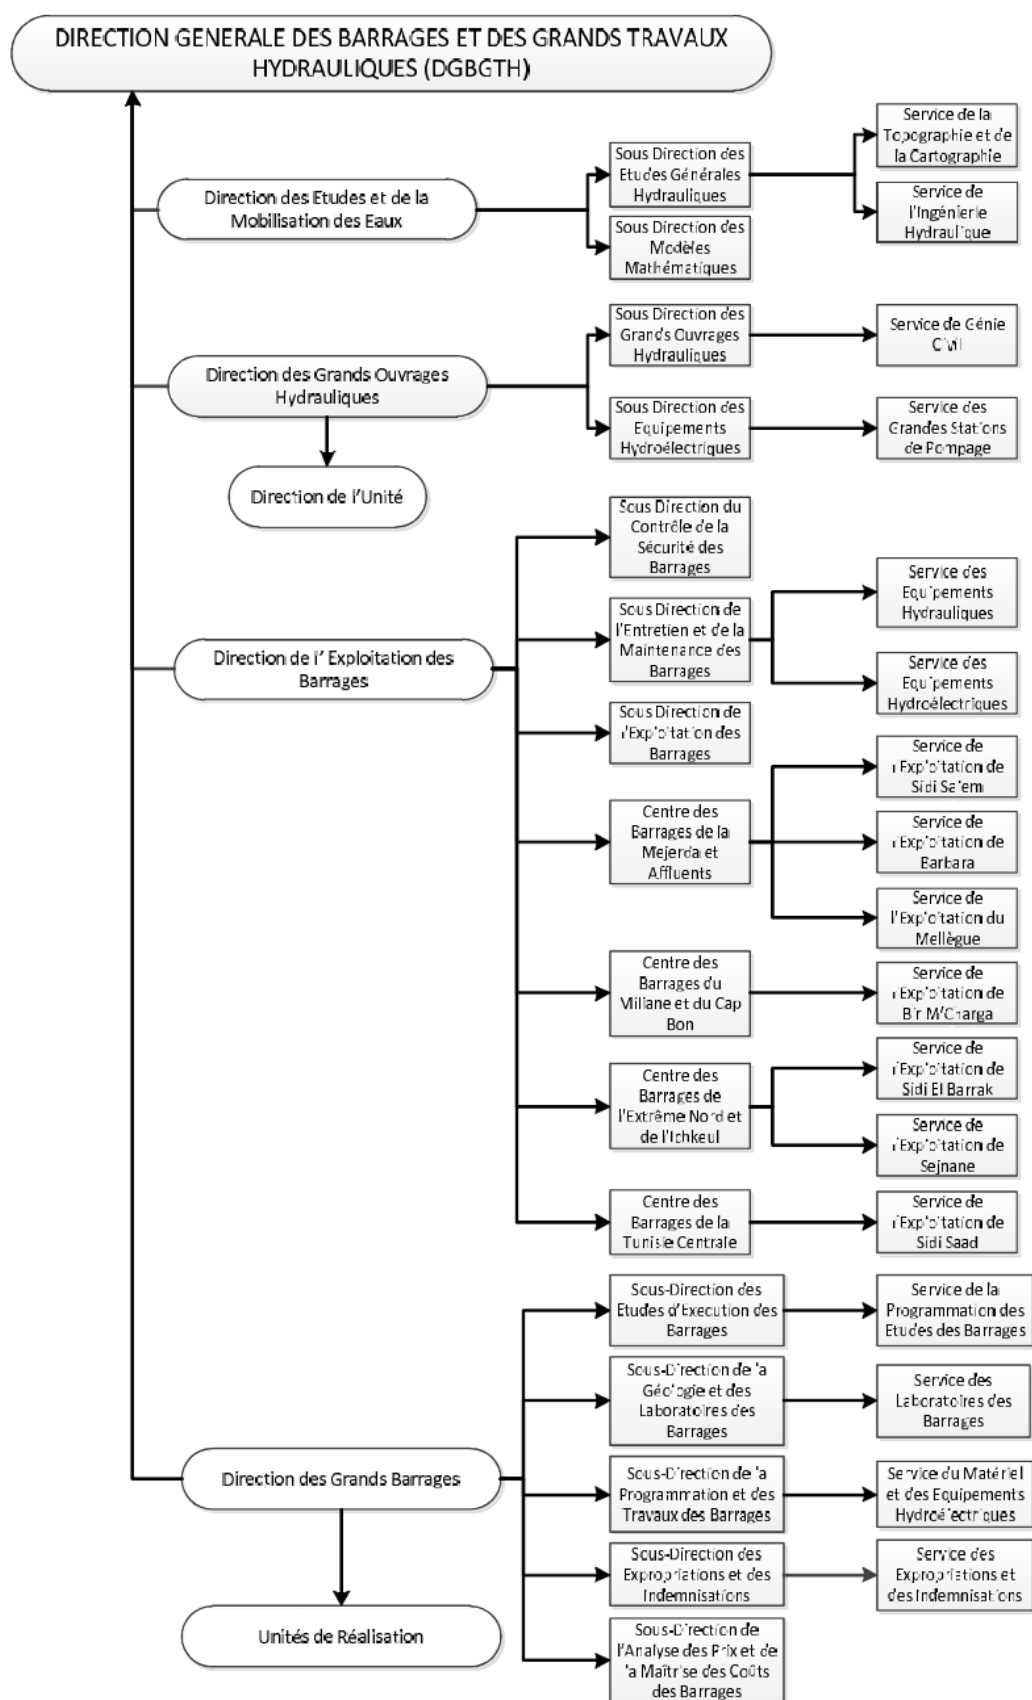 DIRECTION GENERALE DES BARRAGES ET DES GRANDS TRAVAUX
HYDRAULIQUES (DGBGTH)
Direction des Etudes et de la
Mobilisation des Eaux
Sous Direction des
Etudes Générales
Hydrauliques
Service de la
Topographie et de
la Cartographie
Service de
l'Ingénierie
Hydraulique
Sous Direction des
Modèles
Mathématiques
Direction des Grands Ouvrages
Hydrauliques
Sous Direction des
Grands Ouvrages
Hydrauliques
Service de Génie
Civil
Sous Direction des
Equipements
Hydroélectriques
Service des
Grandes Stations
de Pompage
Direction de l'Unité
Direction de l' Exploitation des
Barrages
Sous Direction du
Contrôle de la
Sécurité des
Barrages
Sous Direction de
l'Entretien et de la
Maintenance des
Barrages
Service des
Equipements
Hydrauliques
Service des
Equipements
Hydroélectriques
Sous Direction de
l'Exploitation des
Barrages
Centre des
Barrages de la
Mejerda et
Affluents
Service de
l'Exploitation de
Sidi Salem
Service de
l'Exploitation de
Barbara
Service de
l'Exploitation du
Mellègue
Centre des
Barrages du
Miliane et du Cap
Bon
Service de
l'Exploitation de
Bir M'Charga
Centre des
Barrages de
l'Extrême Nord et
de l'Ichkeul
Service de
l'Exploitation de
Sidi El Barrak
Service de
l'Exploitation de
Sejnane
Centre des
Barrages de la
Tunisie Centrale
Service de
l'Exploitation de
Sidi Saad
Direction des Grands Barrages
Sous-Direction des
Etudes d'Execution des
Barrages
Service de la
Programmation des
Etudes des Barrages
Sous-Direction de la
Géologie et des
Laboratoires des
Barrages
Service des
Laboratoires des
Barrages
Sous-Direction de la
Programmation et des
Travaux des Barrages
Service du Matériel
et des Equipements
Hydroélectriques
Sous-Direction des
Expropriations et des
Indemnisations
Service des
Expropriations et
des Indemnisations
Sous-Direction de
l'Analyse des Prix et de
la Maîtrise des Coûts
des Barrages
Unités de Réalisation